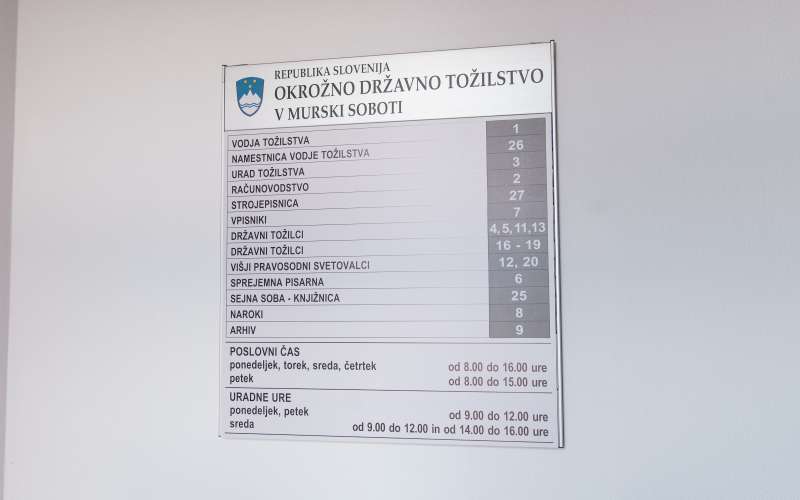 REPUBLIKA SLOVENIJA
OKROŽNO DRŽAVNO TOŽILSTVO
V MURSKI SOBOTI
VODJA TOŽILSTVA 1
NAMESTNICA VODJE TOŽILSTVA 26
URAD TOŽILSTVA 3
RAČUNOVODSTVO 2
STROJEPISNICA 27
VPISNIKI 7
DRŽAVNI TOŽILCI 4,5,11,13
DRŽAVNI TOŽILCI 16 - 19
VIŠJI PRAVOSODNI SVETOVALCI 12, 20
SPREJEMNA PISARNA 6
SEJNA SOBA - KNJIŽNICA 25
NAROKI 8
ARHIV 9
POSLOVNI ČAS
ponedeljek, torek, sreda, četrtek od 8.00 do 16.00 ure
petek od 8.00 do 15.00 ure
URADNE URE
ponedeljek, petek od 9.00 do 12.00 ure
sreda od 9.00 do 12.00 in od 14.00 do 16.00 ure